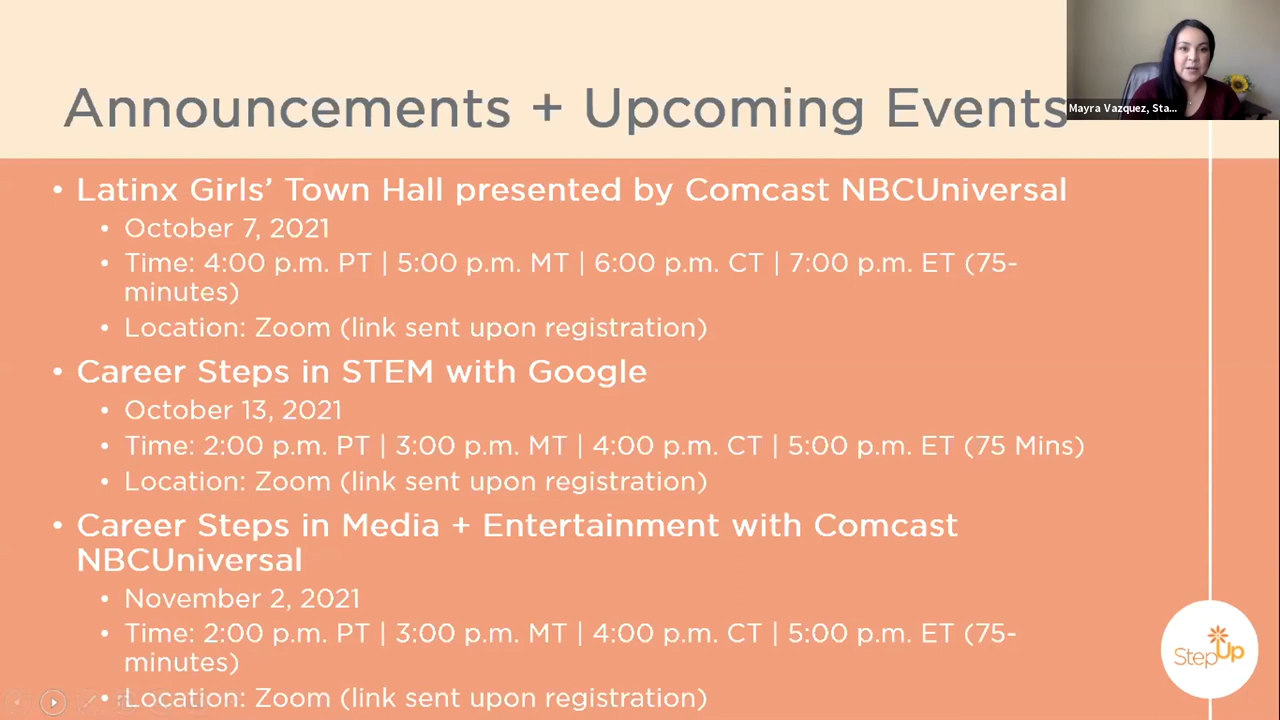 Announcements + Upcoming Events
Mayra Vazquez, Sta...
• Latinx Girls’ Town Hall presented by Comcast NBCUniversal
• October 7, 2021
• Time: 4:00 p.m. PT | 5:00 p.m. MT | 6:00 p.m. CT | 7:00 p.m. ET (75-
minutes)
• Location: Zoom (link sent upon registration)
• Career Steps in STEM with Google
• October 13, 2021
• Time: 2:00 p.m. PT | 3:00 p.m. MT | 4:00 p.m. CT | 5:00 p.m. ET (75 Mins)
• Location: Zoom (link sent upon registration)
• Career Steps in Media + Entertainment with Comcast
NBCUniversal
• November 2, 2021
• Time: 2:00 p.m. PT | 3:00 p.m. MT | 4:00 p.m. CT | 5:00 p.m. ET (75-
minutes)
• Location: Zoom (link sent upon registration)
StepUp